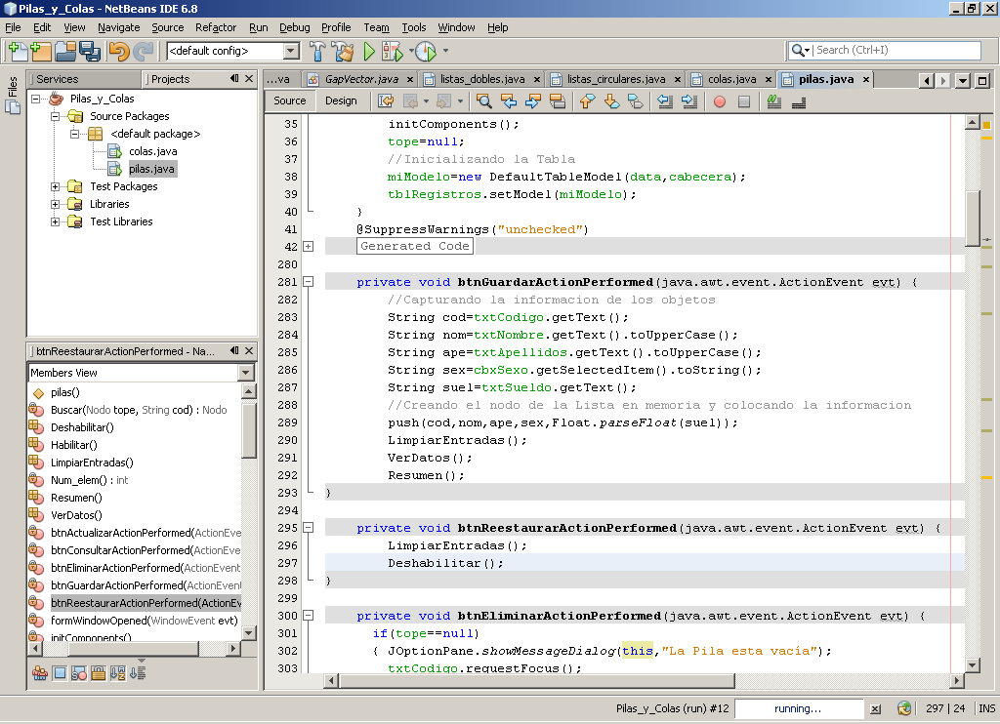 Pilas_y_Colas - NetBeans IDE 6.8
File Edit View Navigate Source Refactor Run Debug Profile Team Tools Window Help
<default config>
Search (Ctrl+I)
Files
Services
Projects
Pilas_y_Colas
Source Packages
<default package>
colas.java
pilas.java
Test Packages
Libraries
Test Libraries
btnReestaurarActionPerformed - Na...
Members View
pilas()
Buscar(Nodo tope, String cod) : Nodo
Deshabilitar()
Habilitar()
LimpiarEntradas()
Num_elem() : int
Resumen()
VerDatos()
btnActualizarActionPerformed(ActionEve
btnConsultarActionPerformed(ActionEve
btnEliminarActionPerformed(ActionEvent
btnGuardarActionPerformed(ActionEvent
btnReestaurarActionPerformed(ActionEv
formWindowOpened(WindowEvent evt)
initComponents()
...va GapVector.java listas_dobles.java listas_circulares.java colas.java pilas.java
Source Design
35 initComponents();
36 tope=null;
37 //Inicializando la Tabla
38 miModelo=new DefaultTableModel(data,cabecera);
39 tblRegistros.setModel(miModelo);
40 }
41 @SuppressWarnings("unchecked")
42 Generated Code
280
281 private void btnGuardarActionPerformed(java.awt.event.ActionEvent evt) {
282 //Capturando la informacion de los objetos
283 String cod=txtCodigo.getText();
284 String nom=txtNombre.getText().toUpperCase();
285 String ape=txtApellidos.getText().toUpperCase();
286 String sex=cbxSexo.getSelectedItem().toString();
287 String suel=txtSueldo.getText();
288 //Creando el nodo de la Lista en memoria y colocando la informacion
289 push(cod,nom,ape,sex,Float.parseFloat(suel));
290 LimpiarEntradas();
291 VerDatos();
292 Resumen();
293 }
294
295 private void btnReestaurarActionPerformed(java.awt.event.ActionEvent evt) {
296 LimpiarEntradas();
297 Deshabilitar();
298 }
299
300 private void btnEliminarActionPerformed(java.awt.event.ActionEvent evt) {
301 if(tope==null)
302 { JOptionPane.showMessageDialog(this,"La Pila esta vacía");
303 txtCodigo.requestFocus();
Pilas_y_Colas (run) #12 running... 297 | 24 INS